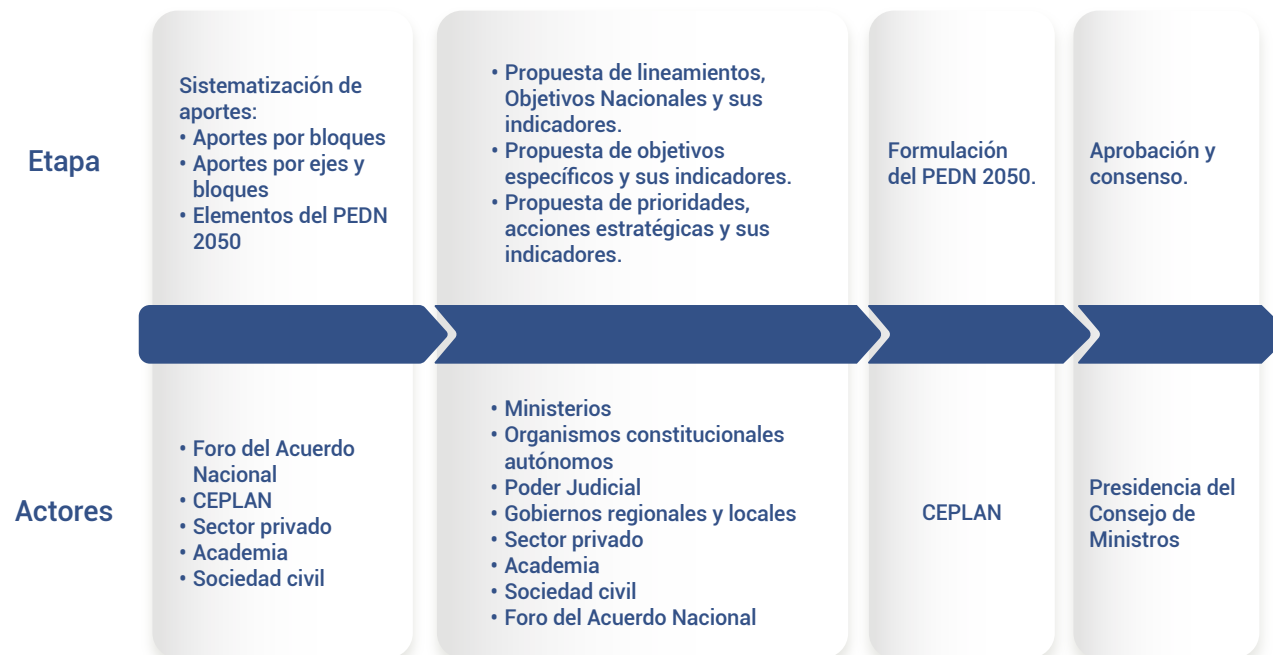 Etapa
Sistematización de
aportes:
• Aportes por bloques
• Aportes por ejes y
bloques
• Elementos del PEDN
2050
• Propuesta de lineamientos,
Objetivos Nacionales y sus
indicadores.
• Propuesta de objetivos
específicos y sus indicadores.
• Propuesta de prioridades,
acciones estratégicas y sus
indicadores.
Formulación
del PEDN 2050.
Aprobación y
consenso.
Actores
• Foro del Acuerdo
Nacional
• CEPLAN
• Sector privado
• Academia
• Sociedad civil
• Ministerios
• Organismos constitucionales
autónomos
• Poder Judicial
• Gobiernos regionales y locales
• Sector privado
• Academia
• Sociedad civil
• Foro del Acuerdo Nacional
CEPLAN
Presidencia del
Consejo de
Ministros